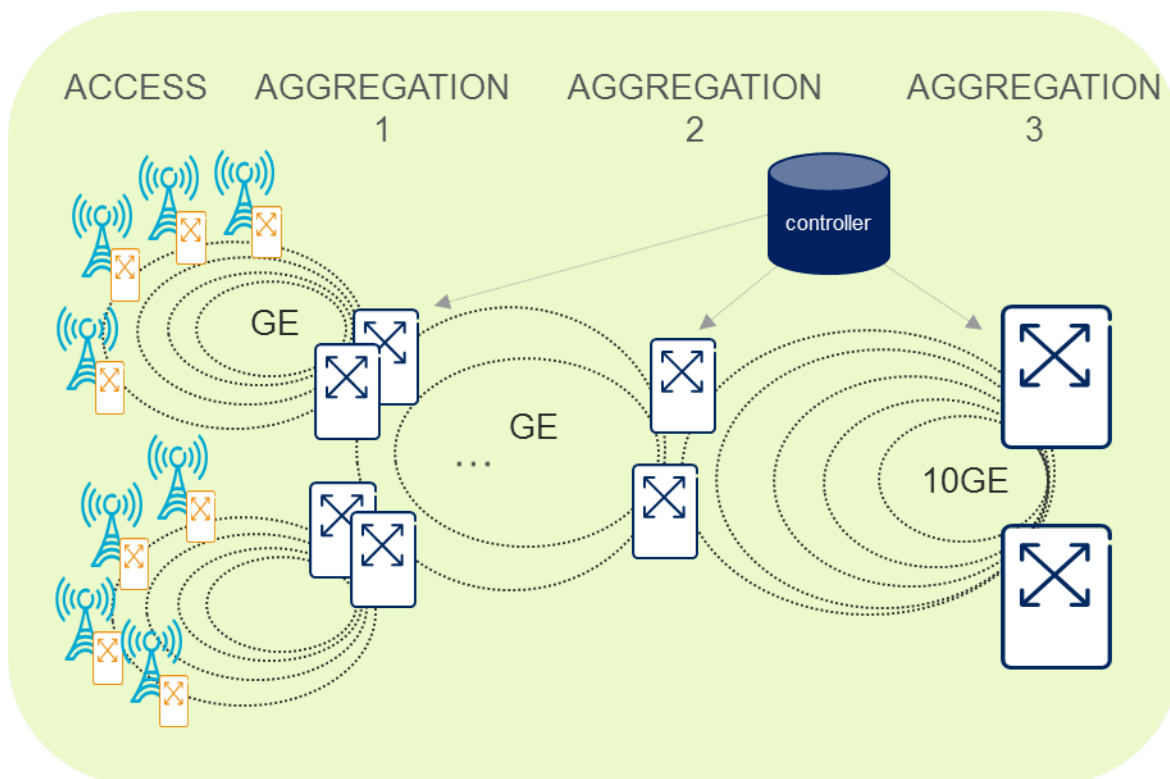 ACCESS
AGGREGATION
1
AGGREGATION
2
AGGREGATION
3
controller
GE
GE
...
10GE